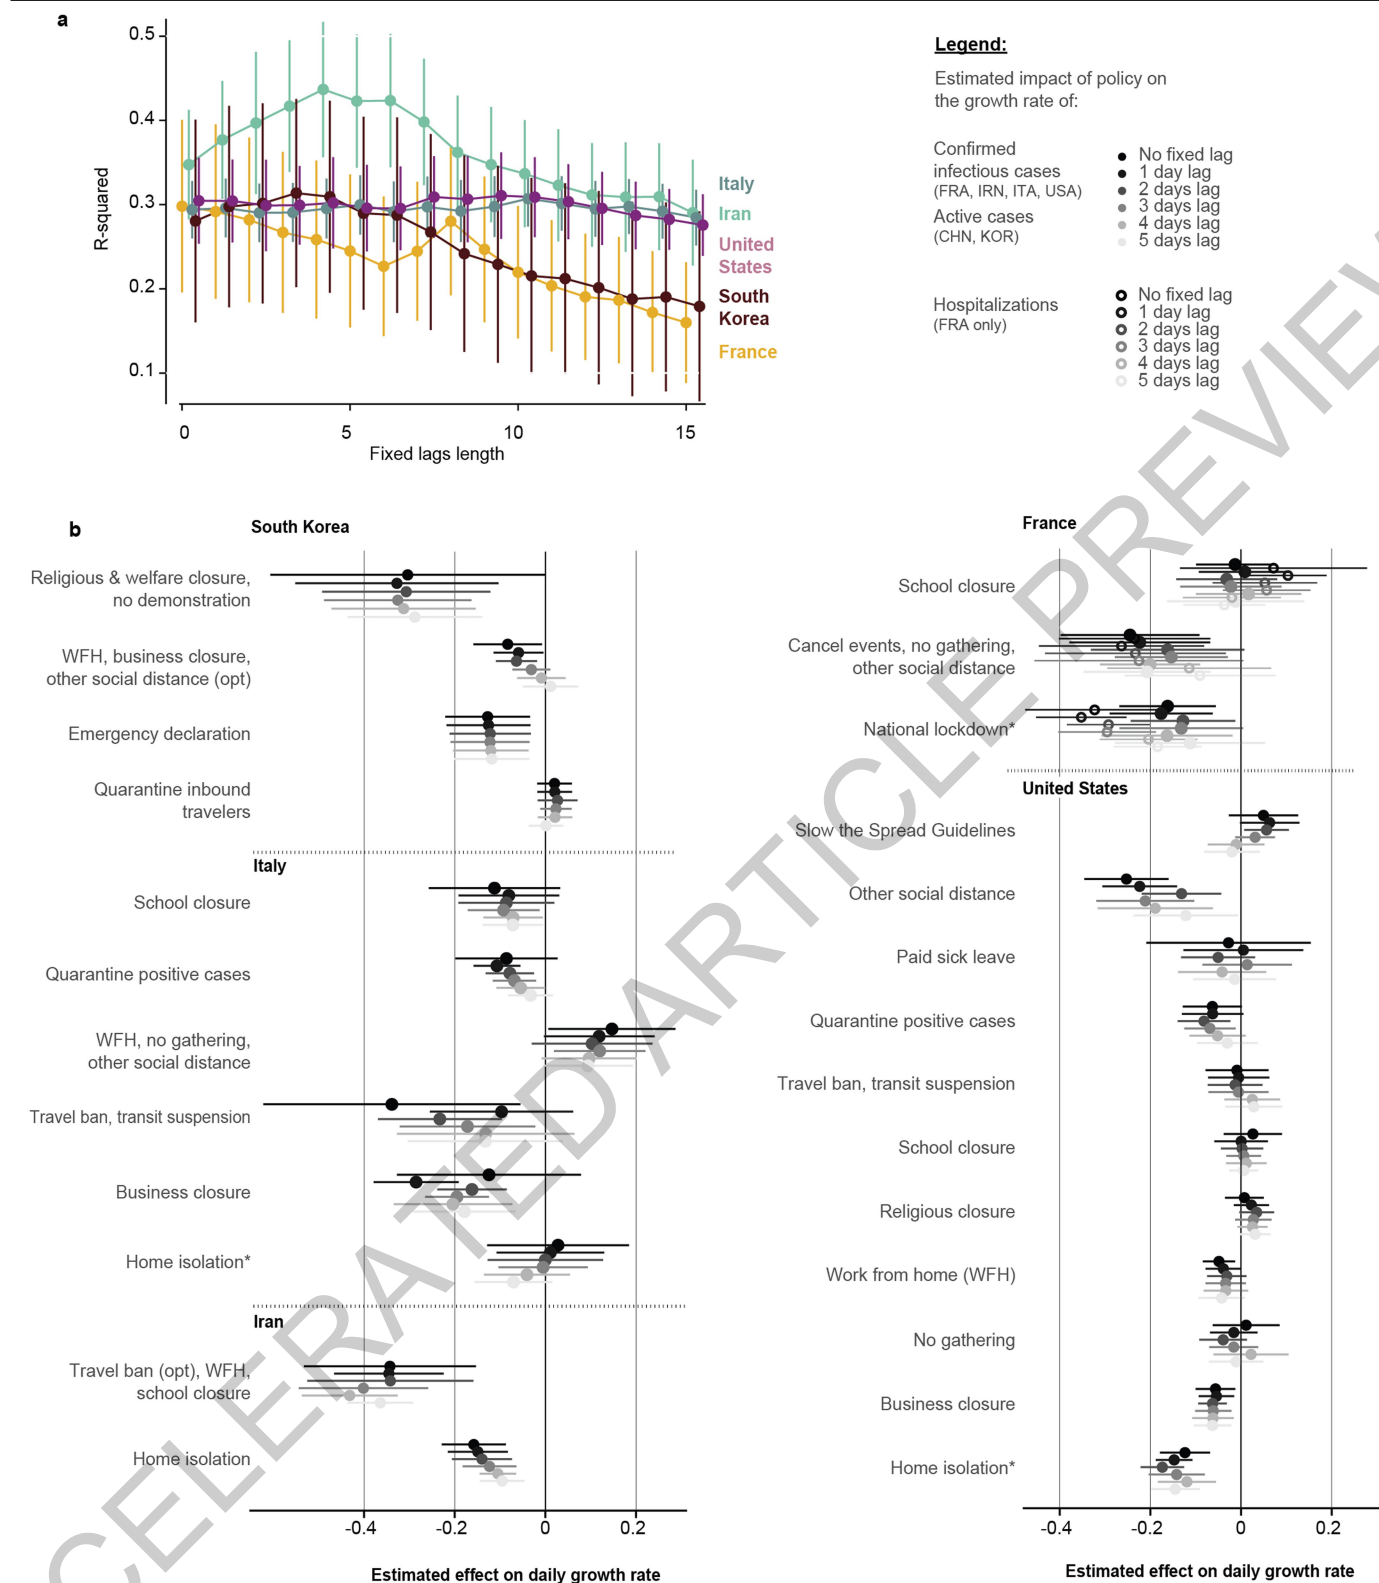 a
0.5
0.4
0.3
0.2
0.1
R-squared
0
5
10
15
Fixed lags length
Italy
Iran
United
States
South
Korea
France
Legend:
Estimated impact of policy on
the growth rate of:
Confirmed
infectious cases
(FRA, IRN, ITA, USA)
Active cases
(CHN, KOR)
No fixed lag
1 day lag
2 days lag
3 days lag
4 days lag
5 days lag
Hospitalizations
(FRA only)
No fixed lag
1 day lag
2 days lag
3 days lag
4 days lag
5 days lag
b
South Korea
Religious & welfare closure,
no demonstration
WFH, business closure,
other social distance (opt)
Emergency declaration
Quarantine inbound
travelers
Italy
School closure
Quarantine positive cases
WFH, no gathering,
other social distance
Travel ban, transit suspension
Business closure
Home isolation*
Iran
Travel ban (opt), WFH,
school closure
Home isolation
-0.4
-0.2
0
0.2
Estimated effect on daily growth rate
France
School closure
Cancel events, no gathering,
other social distance
National lockdown*
United States
Slow the Spread Guidelines
Other social distance
Paid sick leave
Quarantine positive cases
Travel ban, transit suspension
School closure
Religious closure
Work from home (WFH)
No gathering
Business closure
Home isolation*
-0.4
-0.2
0
0.2
Estimated effect on daily growth rate
CELERATED ARTICLE PREVIEW